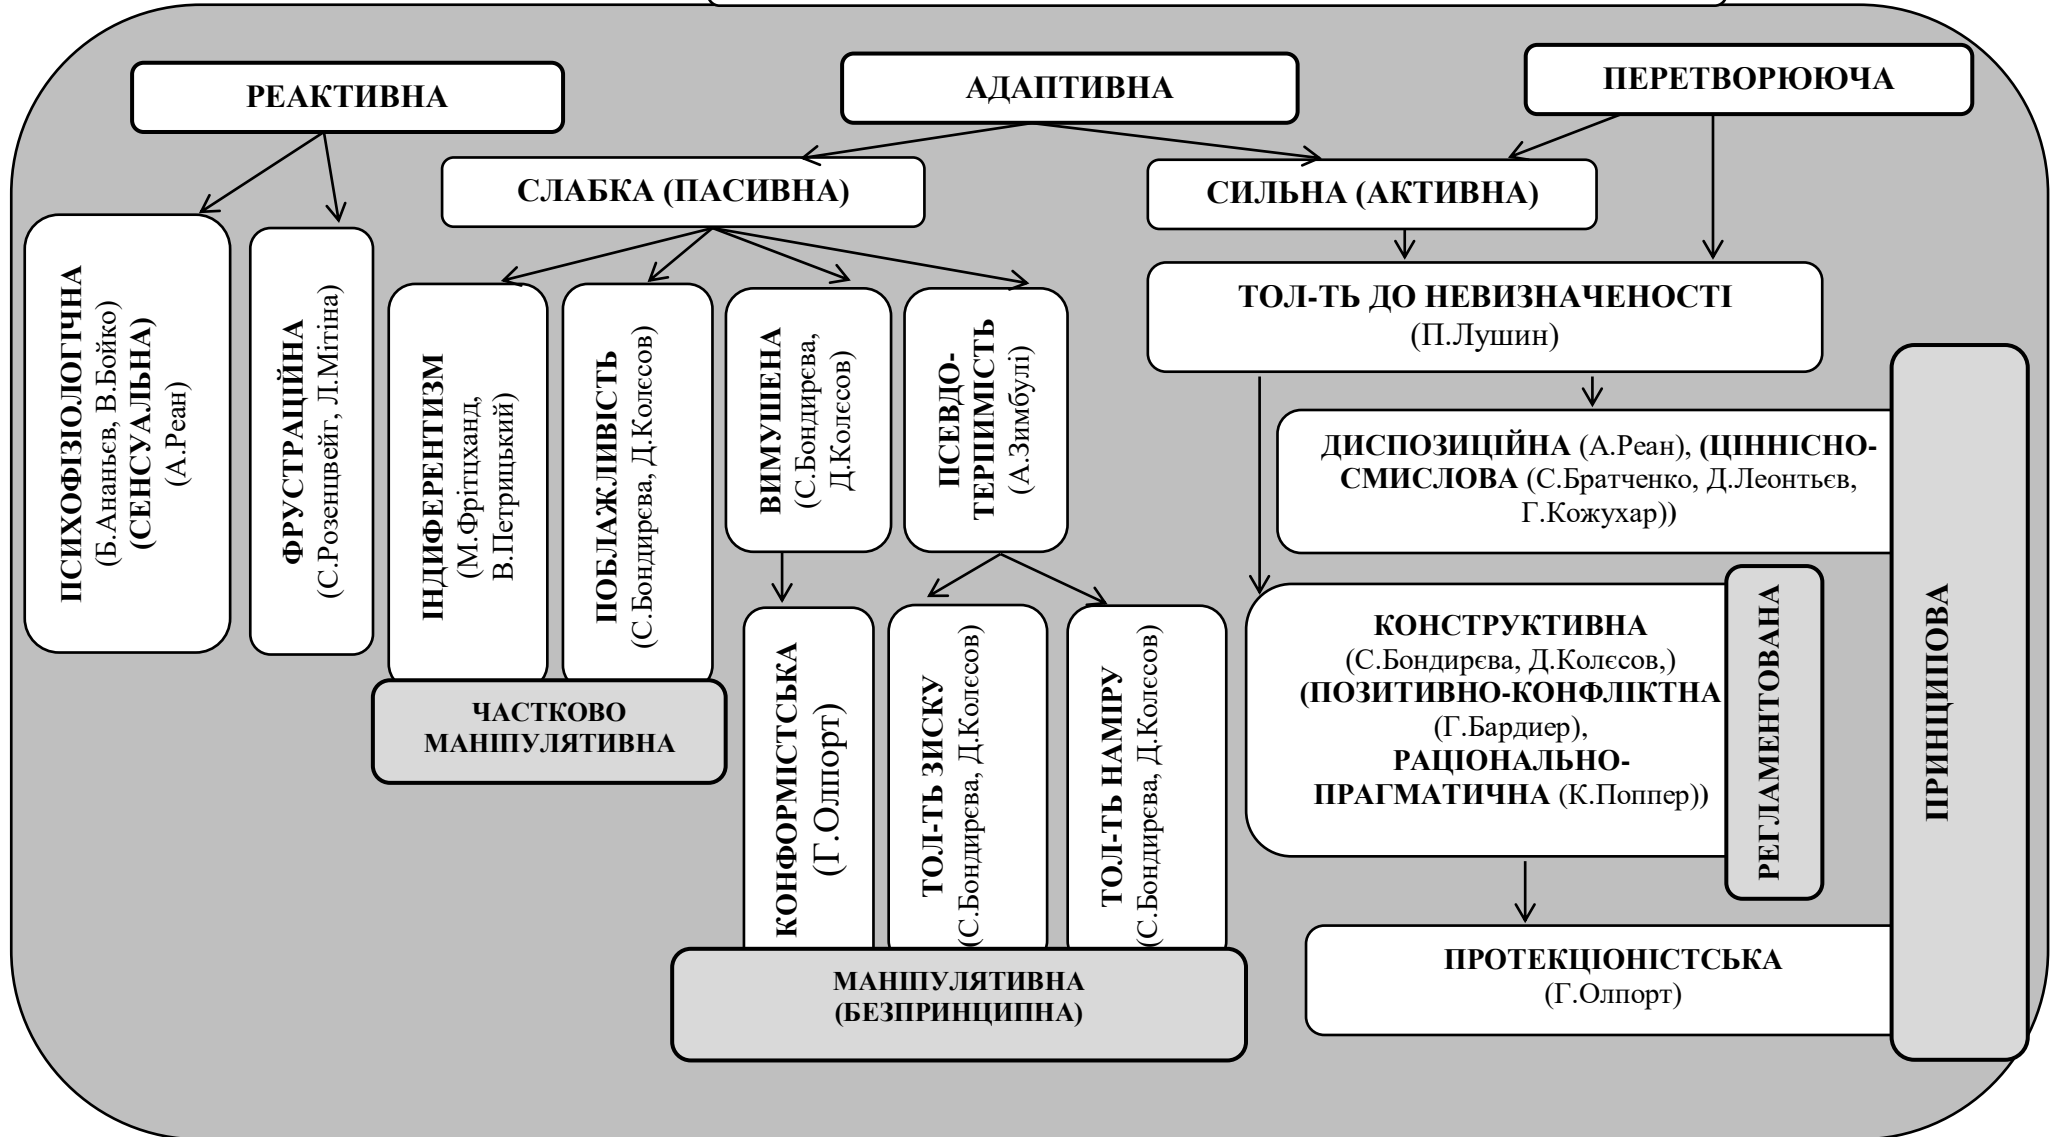 РЕАКТИВНА
АДАПТИВНА
ПЕРЕТВОРЮЮЧА
СЛАБКА (ПАСИВНА)
СИЛЬНА (АКТИВНА)
ПСИХОФІЗІОЛОГІЧНА
(Б.Ананьєв, В.Бойко)
(СЕНСУАЛЬНА)
(А.Реан)
ФРУСТРАЦІЙНА
(С.Розенцвейг, Л.Мітіна)
ІНДИФЕРЕНТИЗМ
(М.Фрітцханд,
В.Петрицький)
ПОБЛАЖЛИВІСТЬ
(С.Бондирєва, Д.Колєсов)
ВИМУШЕНА
(С.Бондирєва,
Д.Колєсов)
ПСЕВДО-
ТЕРПИМІСТЬ
(А.Зимбулі)
ТОЛ-ТЬ ДО НЕВИЗНАЧЕНОСТІ
(П.Лушин)
ДИСПОЗИЦІЙНА (А.Реан), (ЦІННІСНО-
СМИСЛОВА (С.Братченко, Д.Леонтьєв,
Г.Кожухар))
ЧАСТКОВО
МАНІПУЛЯТИВНА
КОНФОРМІСТСЬКА
(Г.Олпорт)
ТОЛ-ТЬ ЗИСКУ
(С.Бондирєва, Д.Колєсов)
ТОЛ-ТЬ НАМІРУ
(С.Бондирєва, Д.Колєсов)
КОНСТРУКТИВНА
(С.Бондирєва, Д.Колєсов,)
(ПОЗИТИВНО-КОНФЛІКТНА
(Г.Бардиер),
РАЦІОНАЛЬНО-
ПРАГМАТИЧНА (К.Поппер))
РЕГЛАМЕНТОВАНА
ПРИНЦИПОВА
МАНІПУЛЯТИВНА
(БЕЗПРИНЦИПНА)
ПРОТЕКЦІОНІСТСЬКА
(Г.Олпорт)